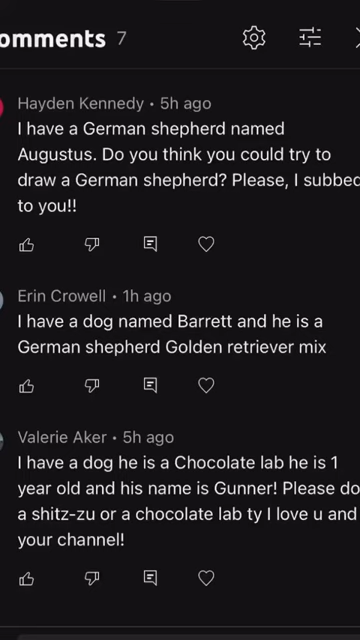 omments 7
Hayden Kennedy • 5h ago
I have a German shepherd named
Augustus. Do you think you could try to
draw a German shepherd? Please, I subbed
to you!!
Erin Crowell • 1h ago
I have a dog named Barrett and he is a
German shepherd Golden retriever mix
Valerie Aker • 5h ago
I have a dog he is a Chocolate lab he is 1
year old and his name is Gunner! Please do
a shitz-zu or a chocolate lab ty I love u and
your channel!